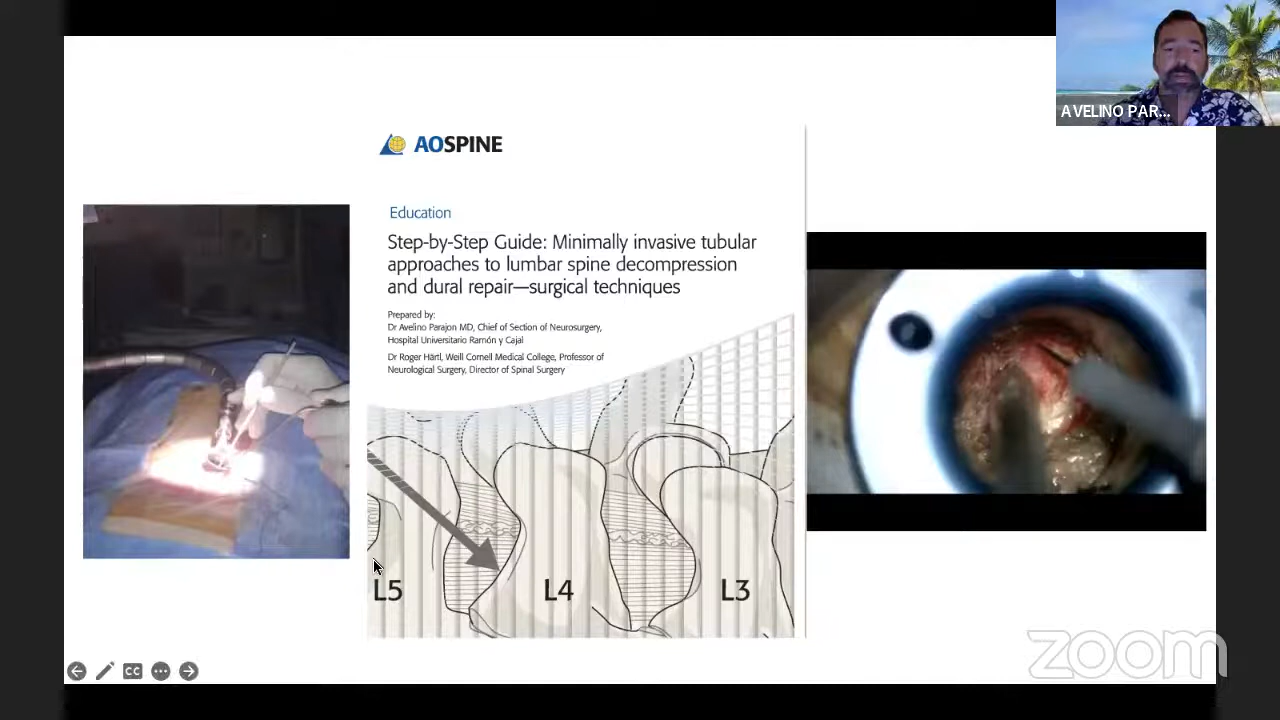 AVELINO PAR...
AOSPINE
Education
Step-by-Step Guide: Minimally invasive tubular
approaches to lumbar spine decompression
and dural repair—surgical techniques
Prepared by:
Dr Avelino Parajon MD, Chief of Section of Neurosurgery,
Hospital Universitario Ramón y Cajal
Dr Roger Härtl, Weill Cornell Medical College, Professor of
Neurological Surgery, Director of Spinal Surgery
L5
L4
L3
CC
zoom